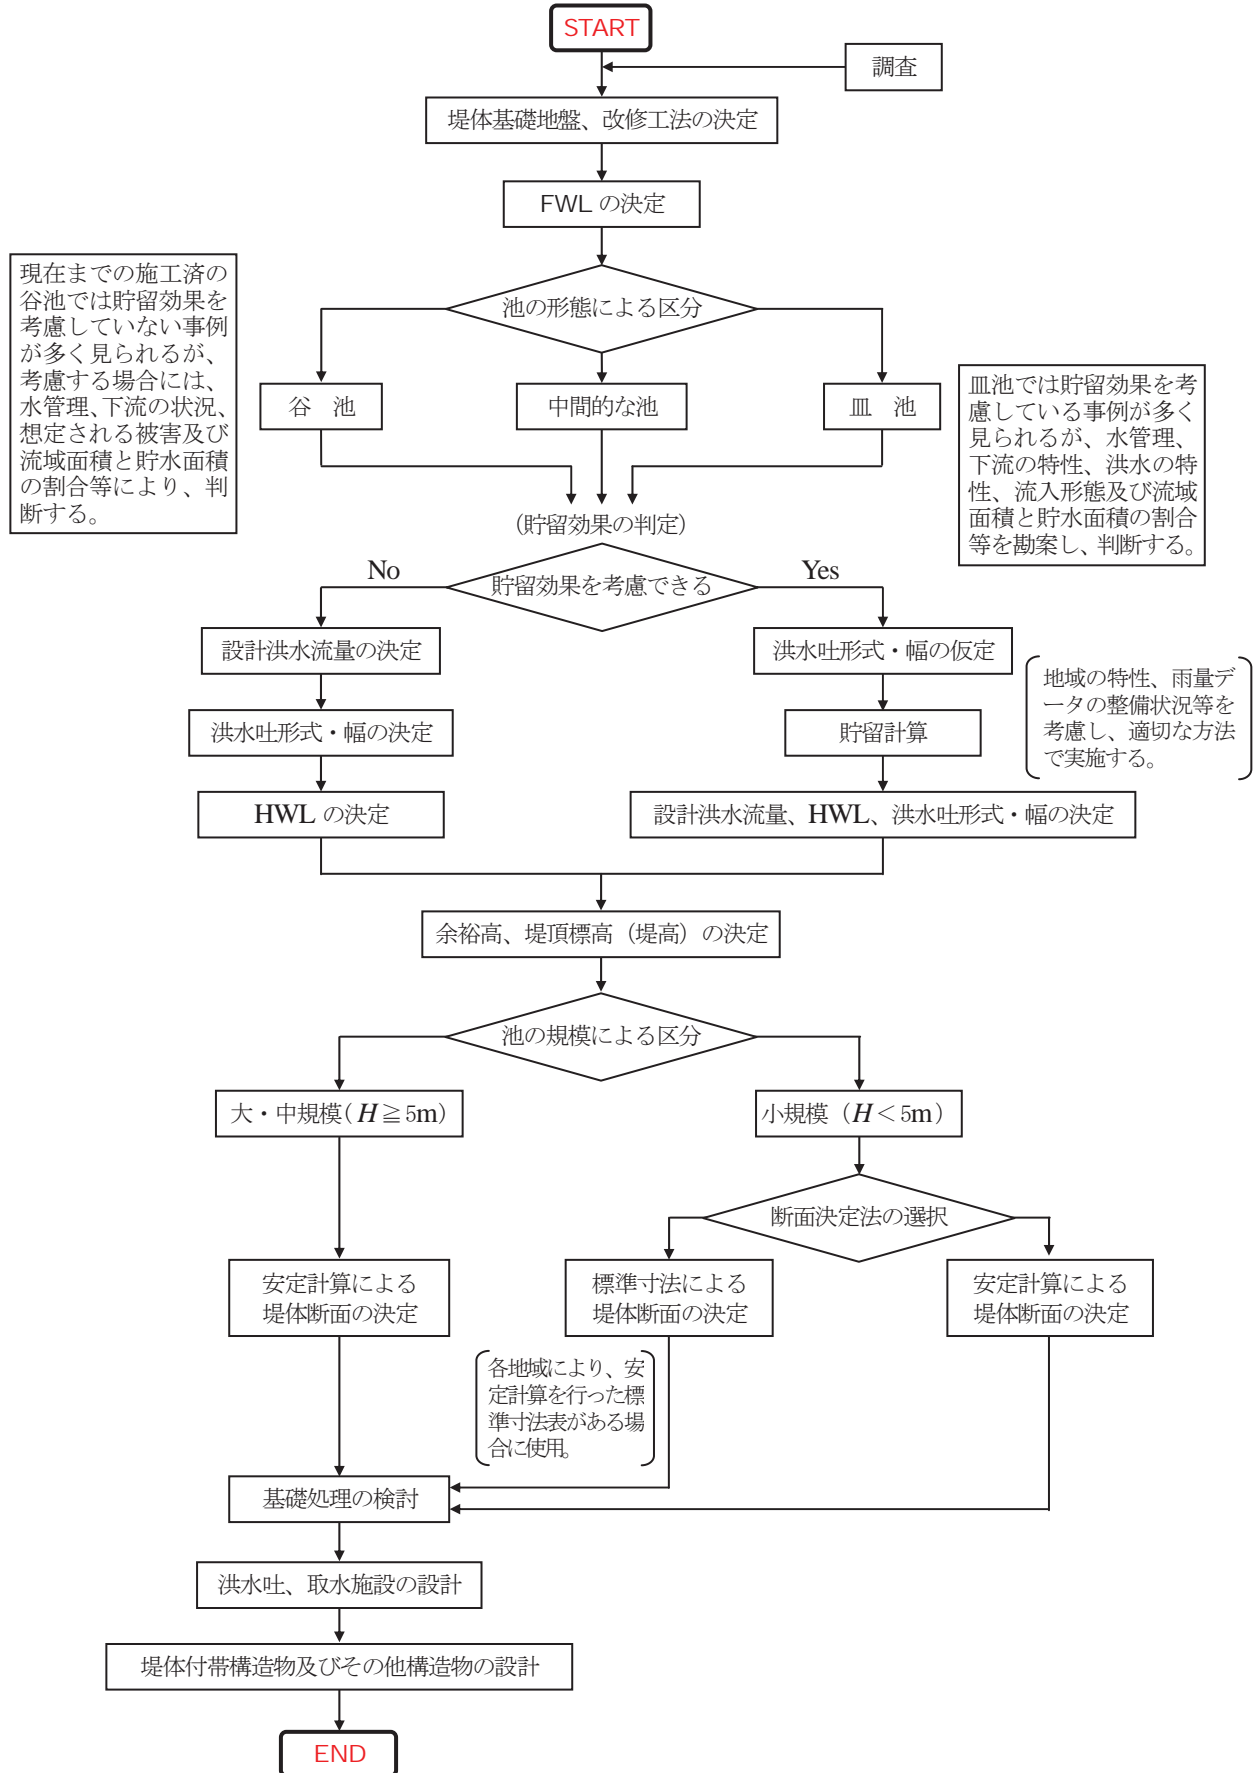 START
調査
堤体基礎地盤、改修工法の決定
FWL の決定
現在までの施工済の
谷池では貯留効果を
考慮していない事例
が多く見られるが、
考慮する場合には、
水管理、下流の状況、
想定される被害及び
流域面積と貯水面積
の割合等により、判
断する。
池の形態による区分
谷 池
中間的な池
皿 池
皿池では貯留効果を考
慮している事例が多く
見られるが、水管理、
下流の特性、洪水の特
性、流入形態及び流域
面積と貯水面積の割合
等を勘案し、判断する。
(貯留効果の判定)
No
貯留効果を考慮できる
Yes
設計洪水流量の決定
洪水吐形式・幅の仮定
地域の特性、雨量デ
ータの整備状況等を
考慮し、適切な方法
で実施する。
洪水吐形式・幅の決定
貯留計算
HWL の決定
設計洪水流量、HWL、洪水吐形式・幅の決定
余裕高、堤頂標高（堤高）の決定
池の規模による区分
大・中規模（H≧5m）
小規模（H＜5m）
断面決定法の選択
安定計算による
堤体断面の決定
標準寸法による
堤体断面の決定
安定計算による
堤体断面の決定
各地域により、安
定計算を行った標
準寸法表がある場
合に使用。
基礎処理の検討
洪水吐、取水施設の設計
堤体付帯構造物及びその他構造物の設計
END